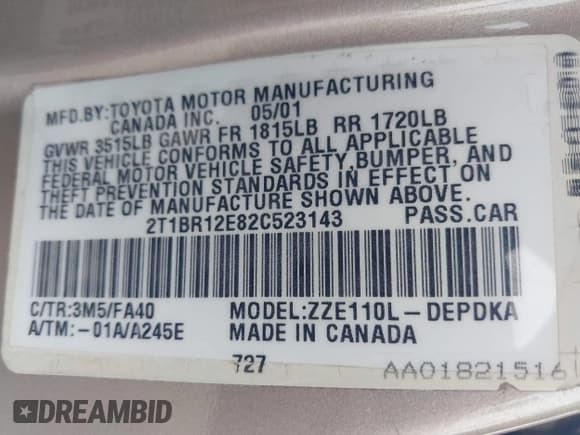 MFD.BY:TOYOTA MOTOR MANUFACTURING
CANADA INC. 05/01
GVWR 3515LB GAWR FR 1815LB RR 1720LB
THIS VEHICLE CONFORMS TO ALL APPLICABLE
FEDERAL MOTOR VEHICLE SAFETY,BUMPER, AND
THEFT PREVENTION STANDARDS IN EFFECT ON
THE DATE OF MANUFACTURE SHOWN ABOVE.
2T1BR12E82C523143 PASS.CAR
C/TR:3M5/FA40 MODEL:ZZE110L-DEPDKA
A/TM:-01A/A245E MADE IN CANADA
727
AA01821516
DREAMBID